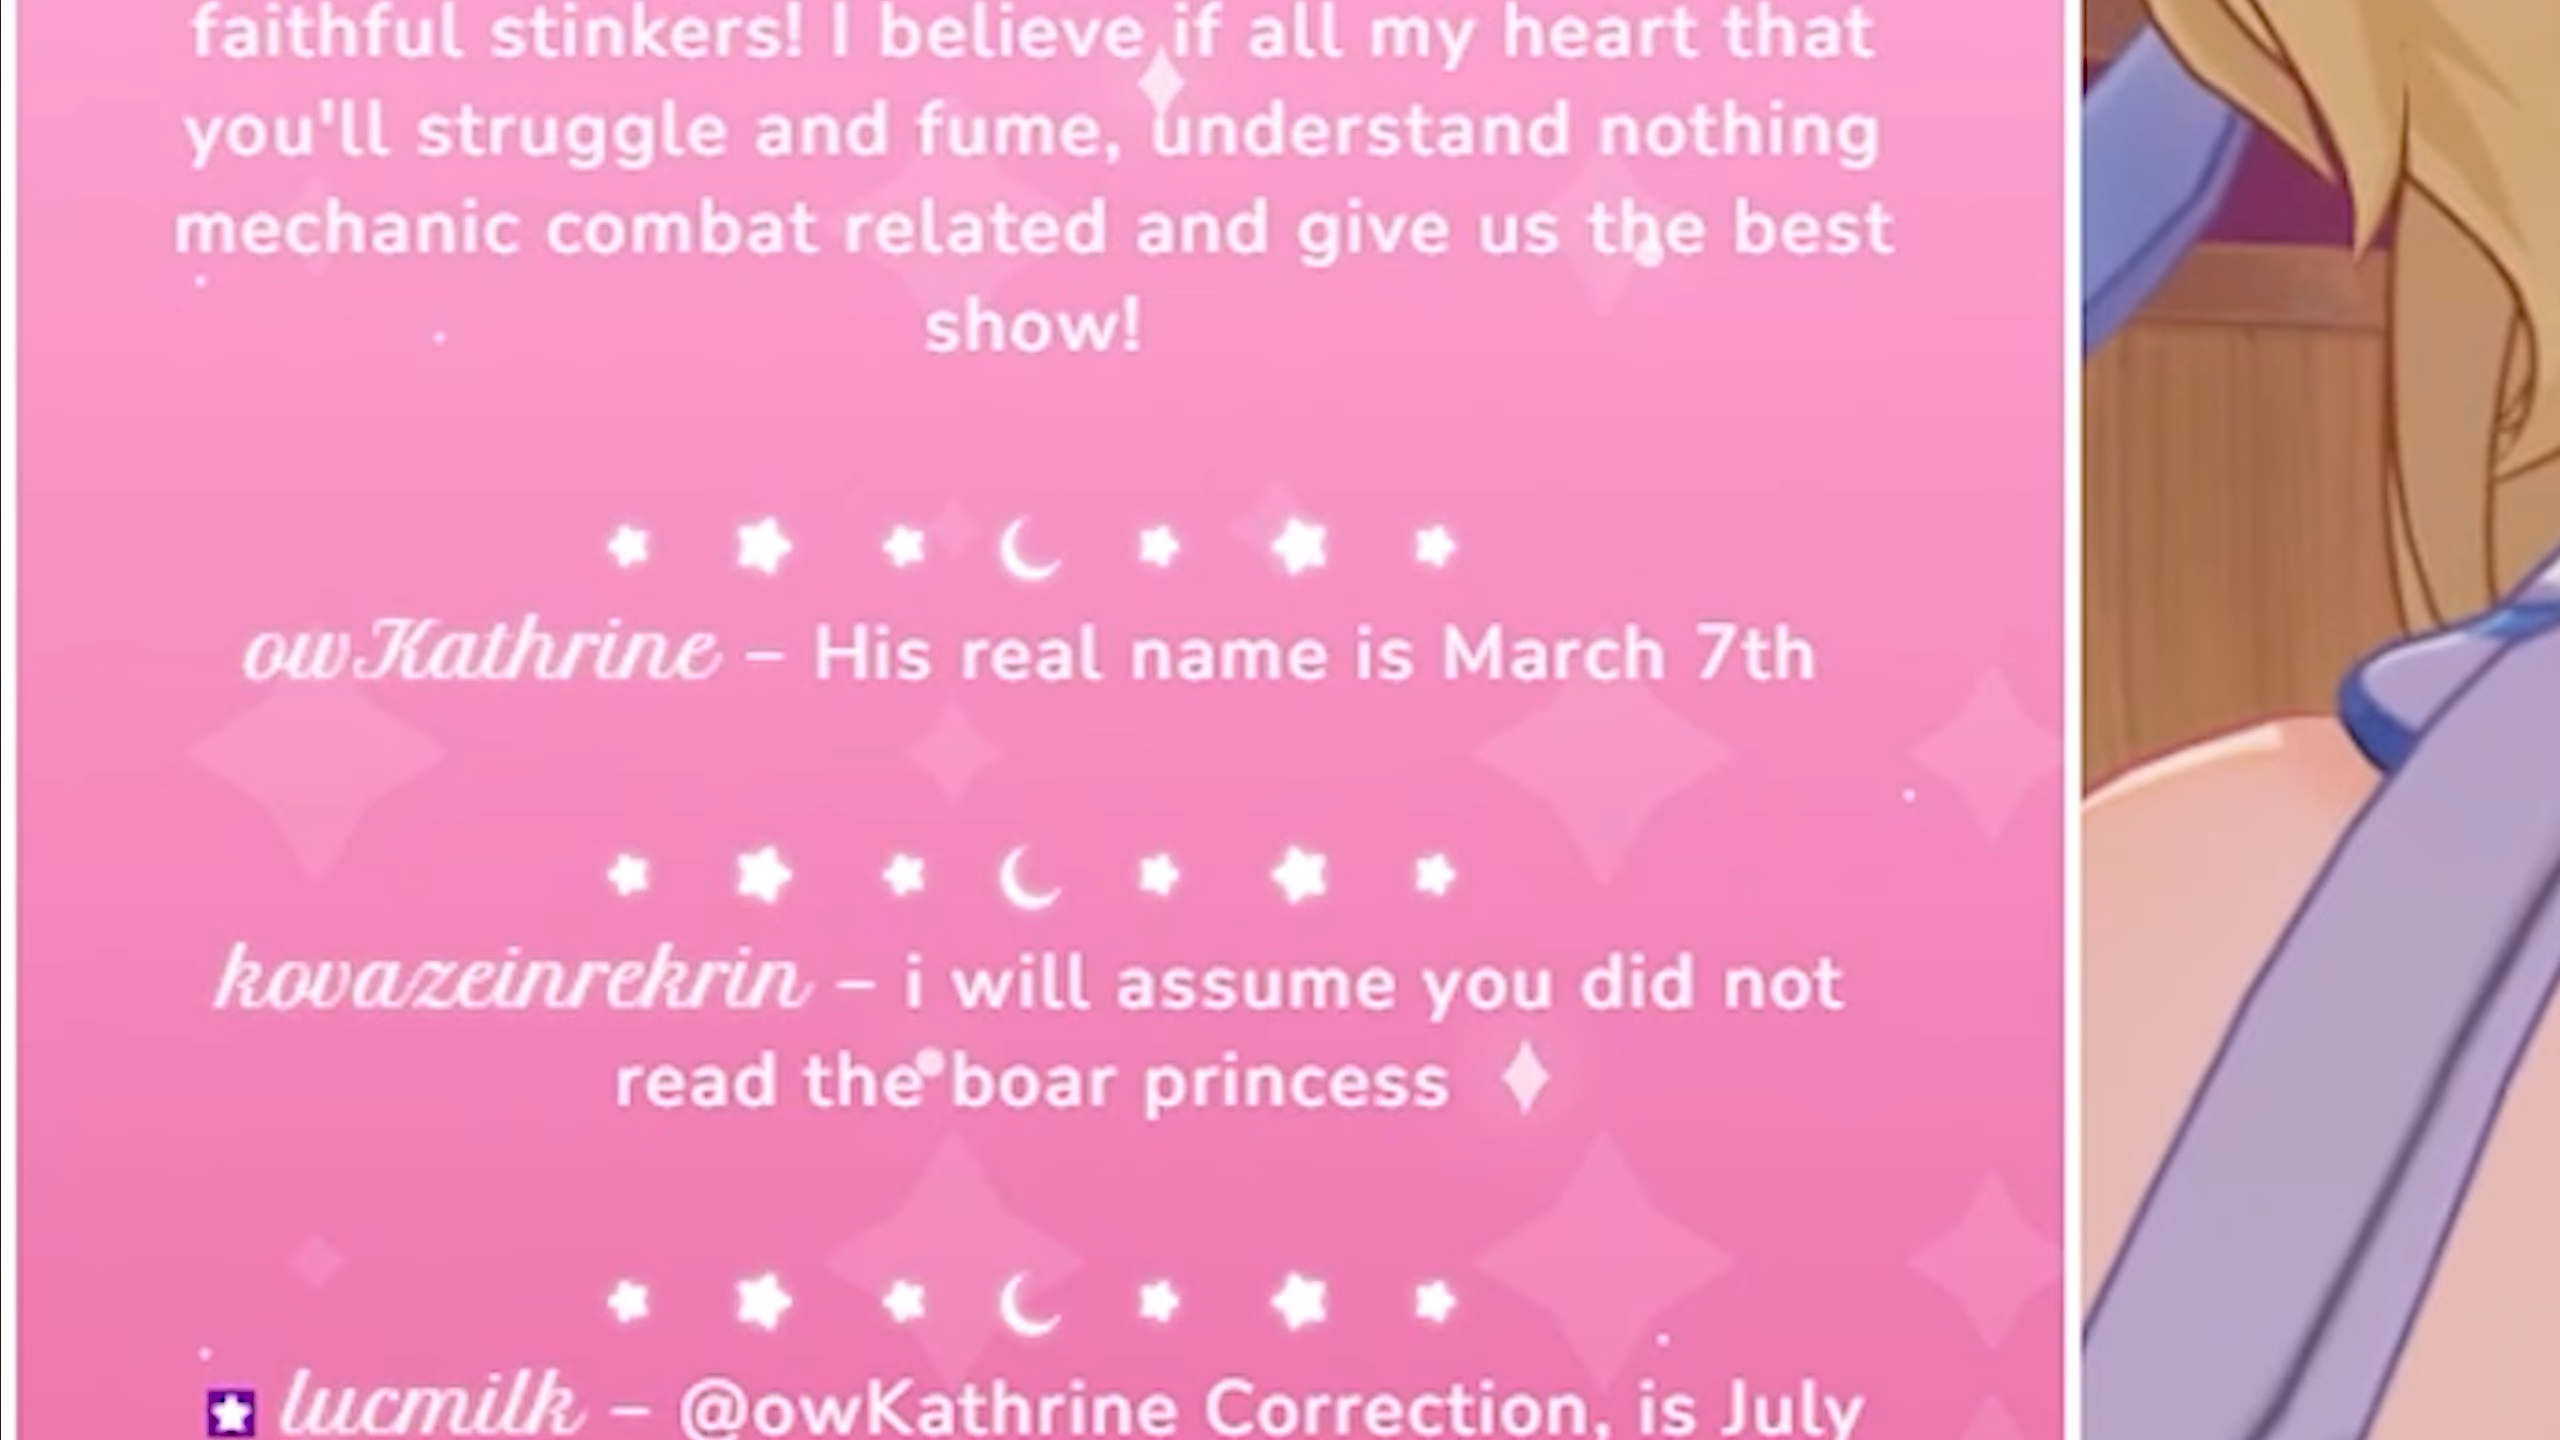 faithful stinkers! I believe if all my heart that
you'll struggle and fume, understand nothing
mechanic combat related and give us the best
show!
owKathrine – His real name is March 7th
kovazeinrekrin – i will assume you did not
read the boar princess
lucmilk – @owKathrine Correction, is July